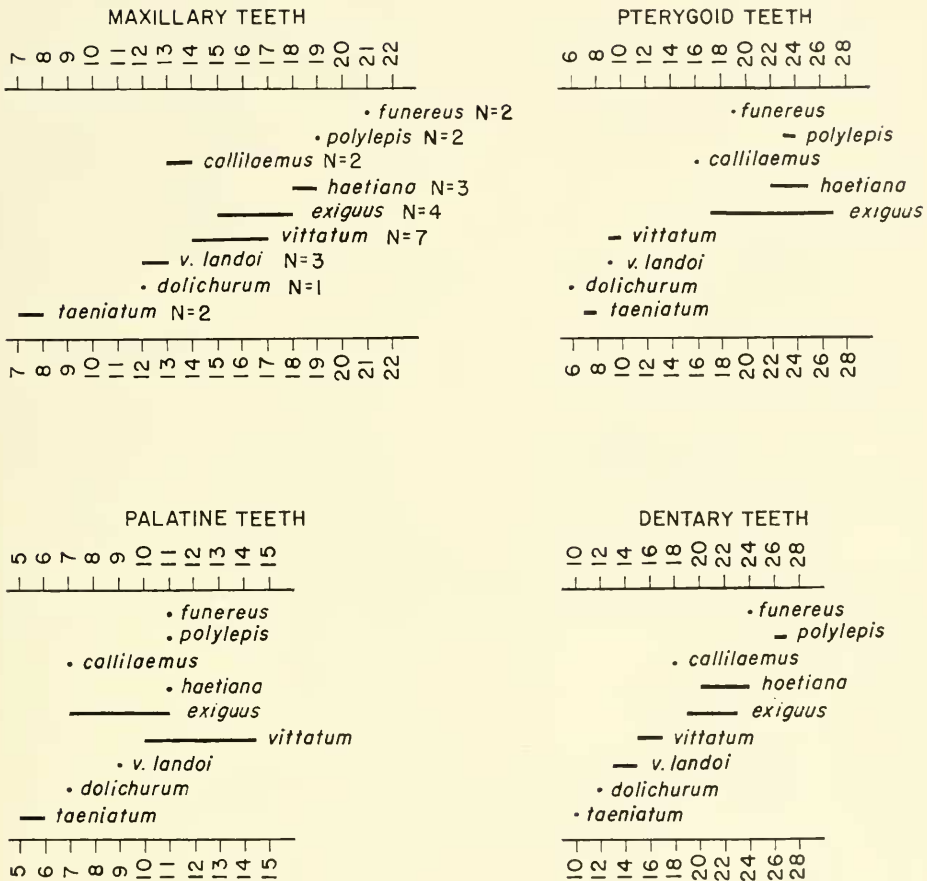 MAXILLARY TEETH
7 8 9 10 11 12 13 14 15 16 17 18 19 20 21 22
funereus N=2
polylepis N=2
callilaemus N=2
haetiana N=3
exiguus N=4
vittatum N=7
v. landoi N=3
dolichurum N=1
taeniatum N=2
7 8 9 10 11 12 13 14 15 16 17 18 19 20 21 22
PTERYGOID TEETH
6 8 10 12 14 16 18 20 22 24 26 28
funereus
polylepis
callilaemus
haetiana
exiguus
vittatum
v. landoi
dolichurum
taeniatum
6 8 10 12 14 16 18 20 22 24 26 28
PALATINE TEETH
5 6 7 8 9 10 11 12 13 14 15
funereus
polylepis
callilaemus
haetiana
exiguus
vittatum
v. landoi
dolichurum
taeniatum
5 6 7 8 9 10 11 12 13 14 15
DENTARY TEETH
10 12 14 16 18 20 22 24 26 28
funereus
polylepis
callilaemus
hoetiana
exiguus
vittatum
v. landoi
dolichurum
taeniatum
10 12 14 16 18 20 22 24 26 28